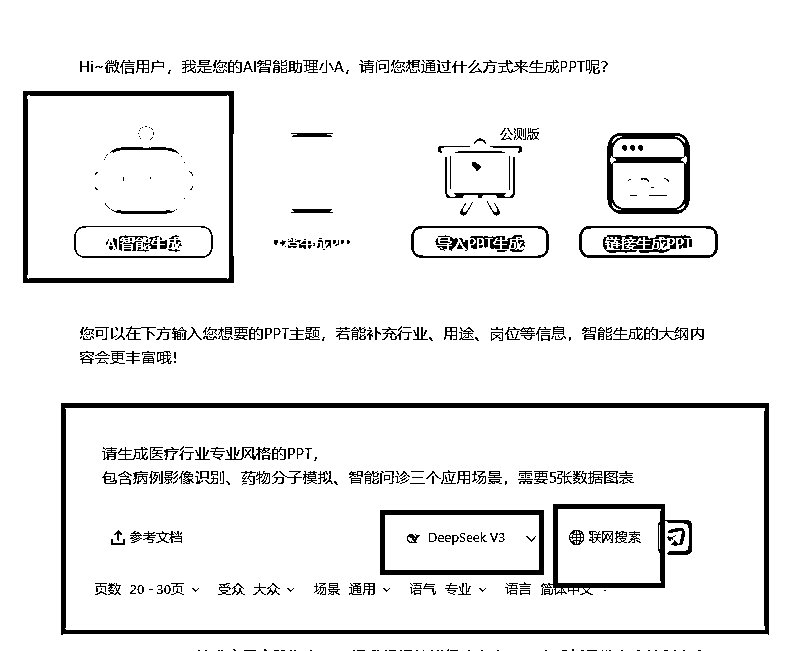 Hi~微信用户，我是您的AI智能助理小A，请问您想通过什么方式来生成PPT呢？
公测版
AI智能生成
导入PPT生成
链接生成PPT
您可以在下方输入您想要的PPT主题，若能补充行业、用途、岗位等信息，智能生成的大纲内
容会更丰富哦！
请生成医疗行业专业风格的PPT，
包含病例影像识别、药物分子模拟、智能问诊三个应用场景，需要5张数据图表
参考文档 DeepSeek V3 联网搜索
页数 20 - 30页 受众 大众 场景 通用 语气 专业 语言 简体中文